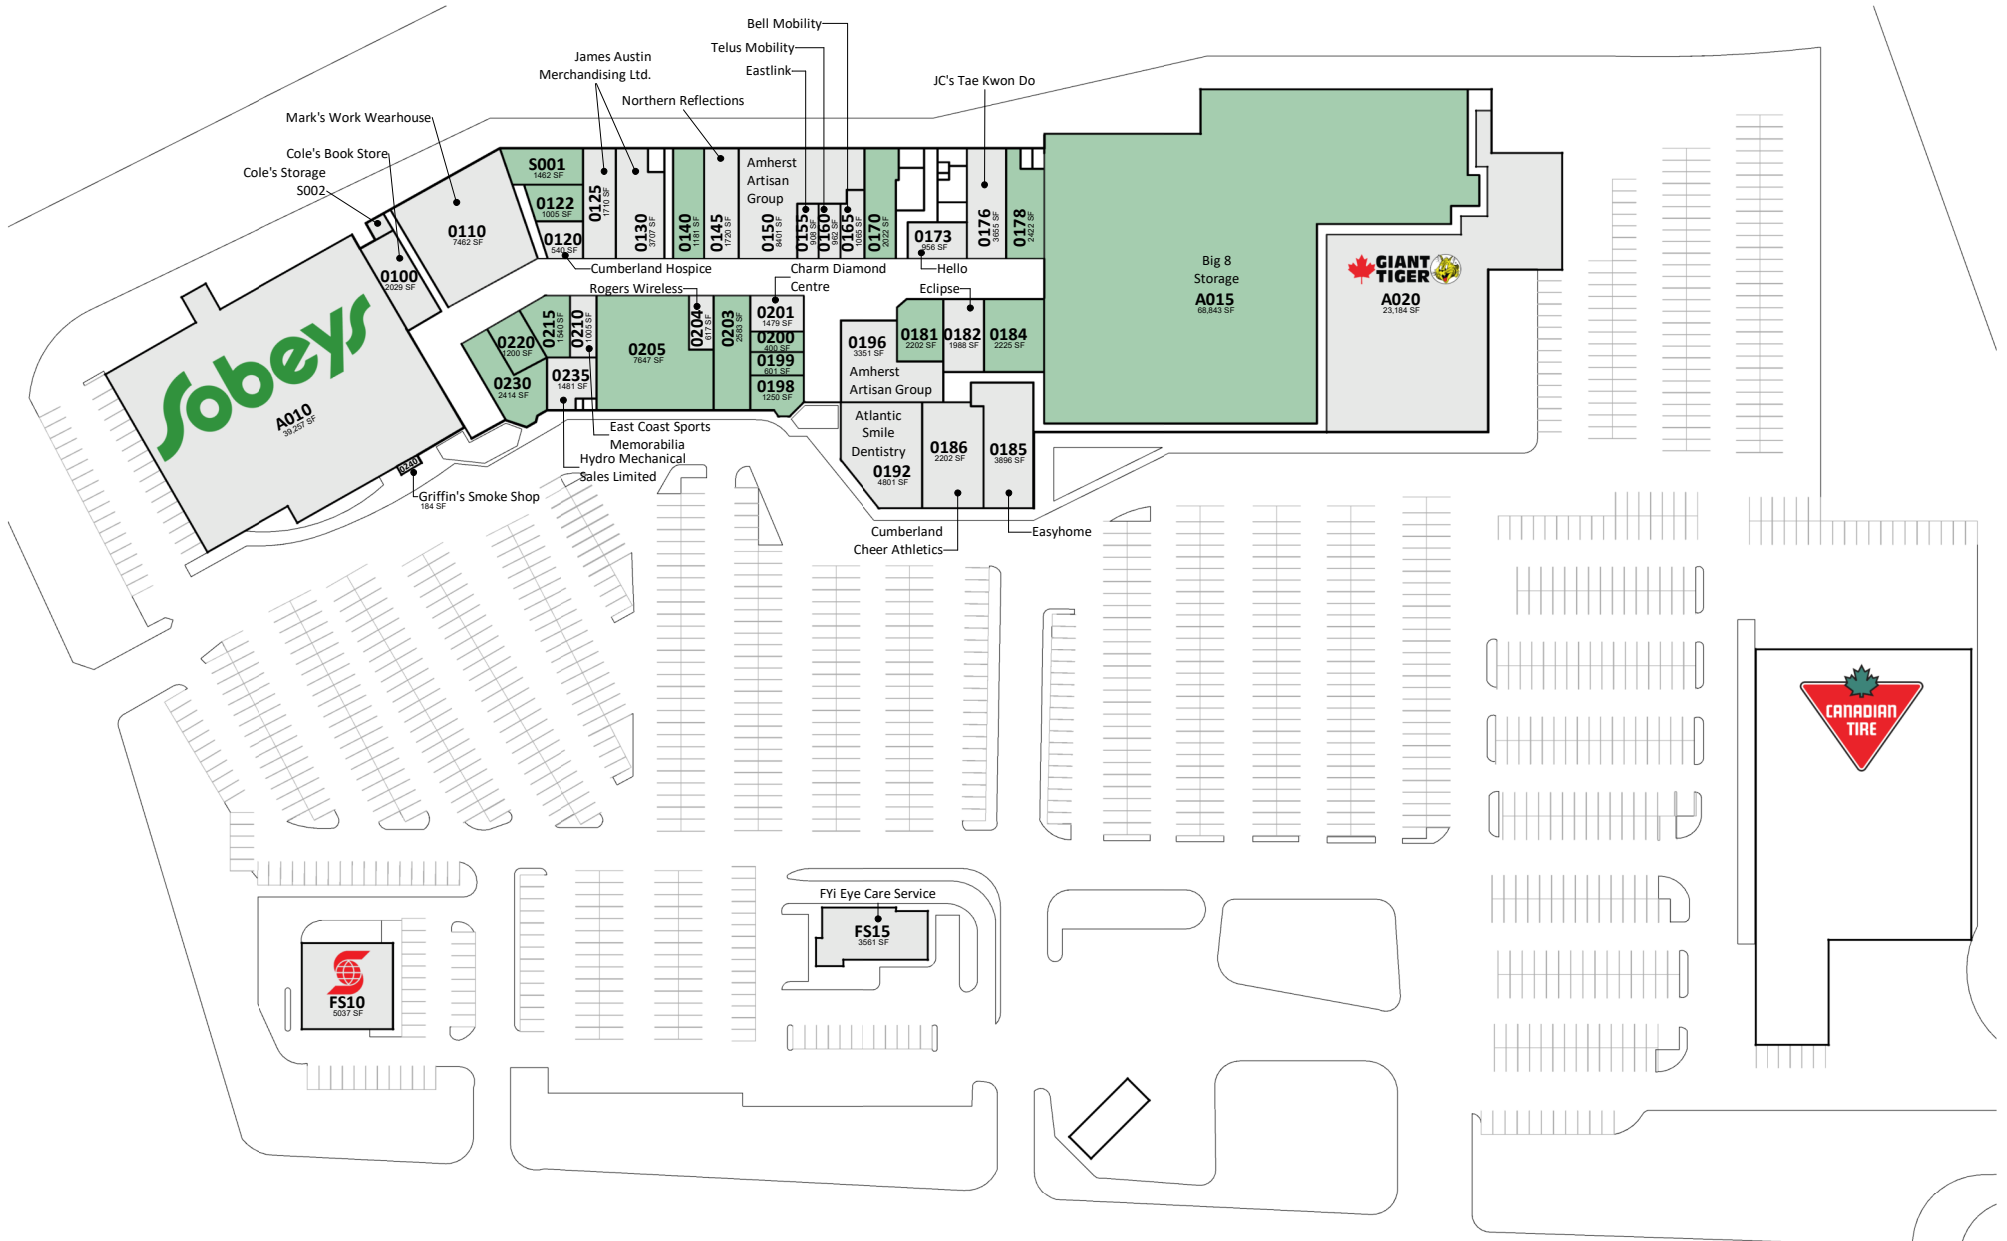 Bell Mobility
Telus Mobility
Eastlink
James Austin
Merchandising Ltd.
Northern Reflections
JC's Tae Kwon Do
Mark's Work Wearhouse
Cole's Book Store
Cole's Storage
S002
S001
1462 SF
0122
1005 SF
0120
540 SF
0125
1710 SF
0130
3707 SF
0140
1181 SF
0145
1720 SF
Amherst
Artisan
Group
0150
8401 SF
0155
908 SF
0160
962 SF
0165
1065 SF
0170
2022 SF
0173
956 SF
0176
3655 SF
0178
2422 SF
0110
7462 SF
0100
2029 SF
Cumberland Hospice
Charm Diamond
Centre
Hello
Rogers Wireless
Eclipse
Sobeys
A010
39,257 SF
0215
1540 SF
0210
1005 SF
0220
1200 SF
0230
2414 SF
0235
1481 SF
0205
7647 SF
0204
617 SF
0203
2583 SF
0201
1479 SF
0200
400 SF
0199
601 SF
0198
1250 SF
0196
3351 SF
Amherst
Artisan Group
0181
2202 SF
0182
1988 SF
0184
2225 SF
Big 8
Storage
A015
68,843 SF
GIANT
TIGER
A020
23,184 SF
Atlantic
Smile
Dentistry
0192
4801 SF
0186
2202 SF
0185
3896 SF
East Coast Sports
Memorabilia
Hydro Mechanical
Sales Limited
0240
Griffin's Smoke Shop
184 SF
Cumberland
Cheer Athletics
Easyhome
CANADIAN
TIRE
FYi Eye Care Service
FS15
3561 SF
FS10
5037 SF